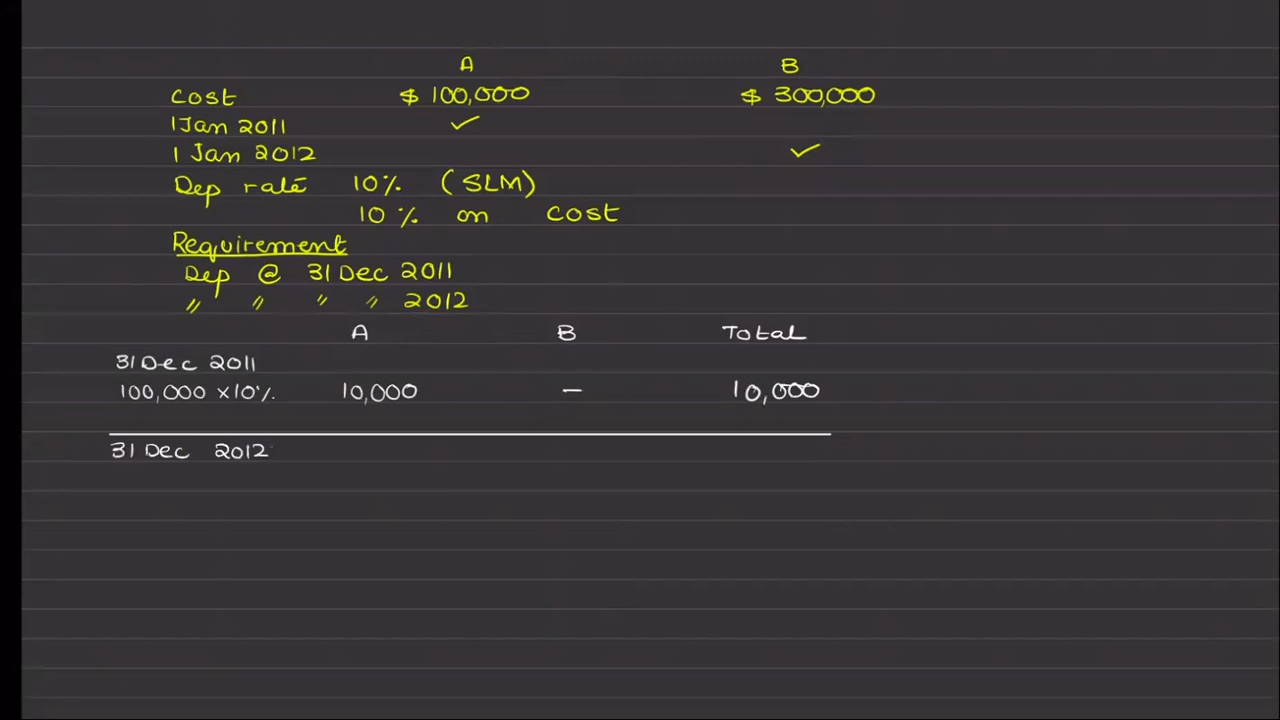 A B
Cost $ 100,000 $ 300,000
1 Jan 2011 ✓
1 Jan 2012 ✓
Dep rate 10% (SLM)
10% on cost
Requirement
Dep @ 31 Dec 2011
" " " " 2012
A B Total
31 Dec 2011
100,000 x10% 10,000 — 10,000
31 Dec 2012